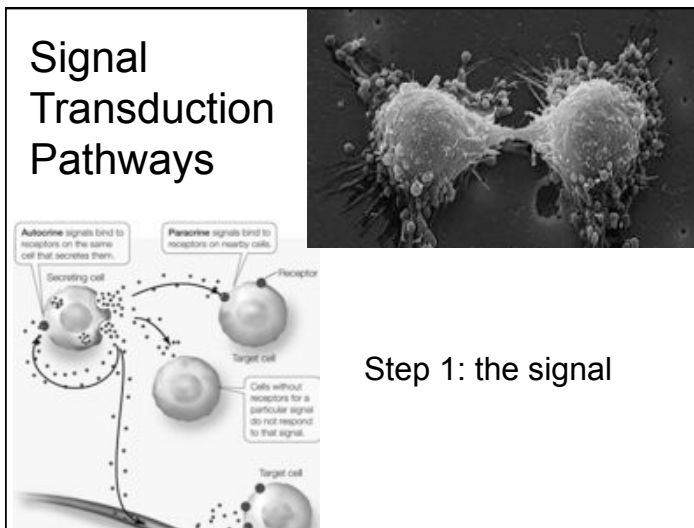 Signal
Transduction
Pathways
Autocrine signals bind to
receptors on the same
cell that secretes them.
Paracrine signals bind to
receptors on nearby cells.
Receptor
Secreting cell
Target cell
Step 1: the signal
Cells without
receptors for a
particular signal
do not respond
to that signal.
Target cell